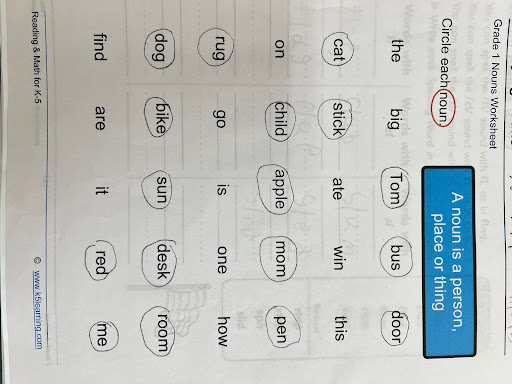 Grade 1 Nouns Worksheet
Circle each noun.
A noun is a person,
place or thing
the big Tom bus door
cat stick ate win this
on child apple mom pen
rug go is one how
dog bike sun desk room
find are it red me
Reading & Math for K-5 © www.k5learning.com